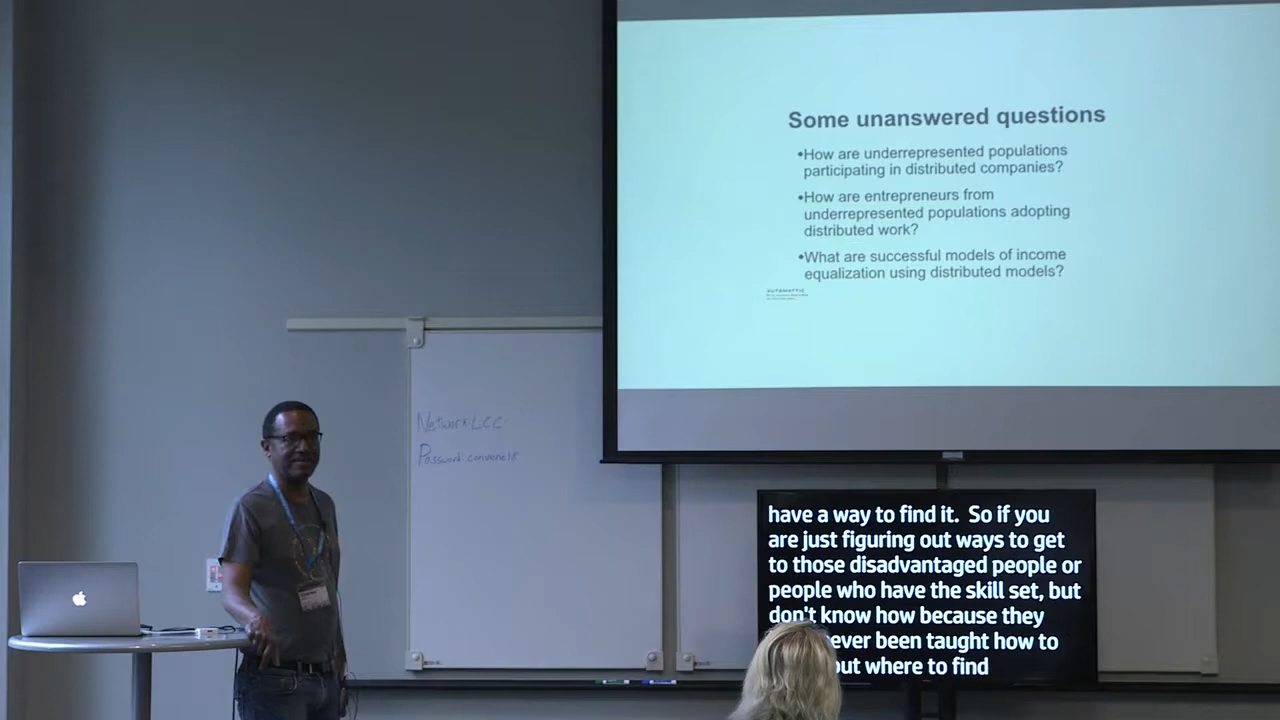 Some unanswered questions
•How are underrepresented populations
participating in distributed companies?
•How are entrepreneurs from
underrepresented populations adopting
distributed work?
•What are successful models of income
equalization using distributed models?
AUTOMATTIC
Network: LCC
Password: converse1k
have a way to find it. So if you
are just figuring out ways to get
to those disadvantaged people or
people who have the skill set, but
don't know how because they
ever been taught how to
out where to find